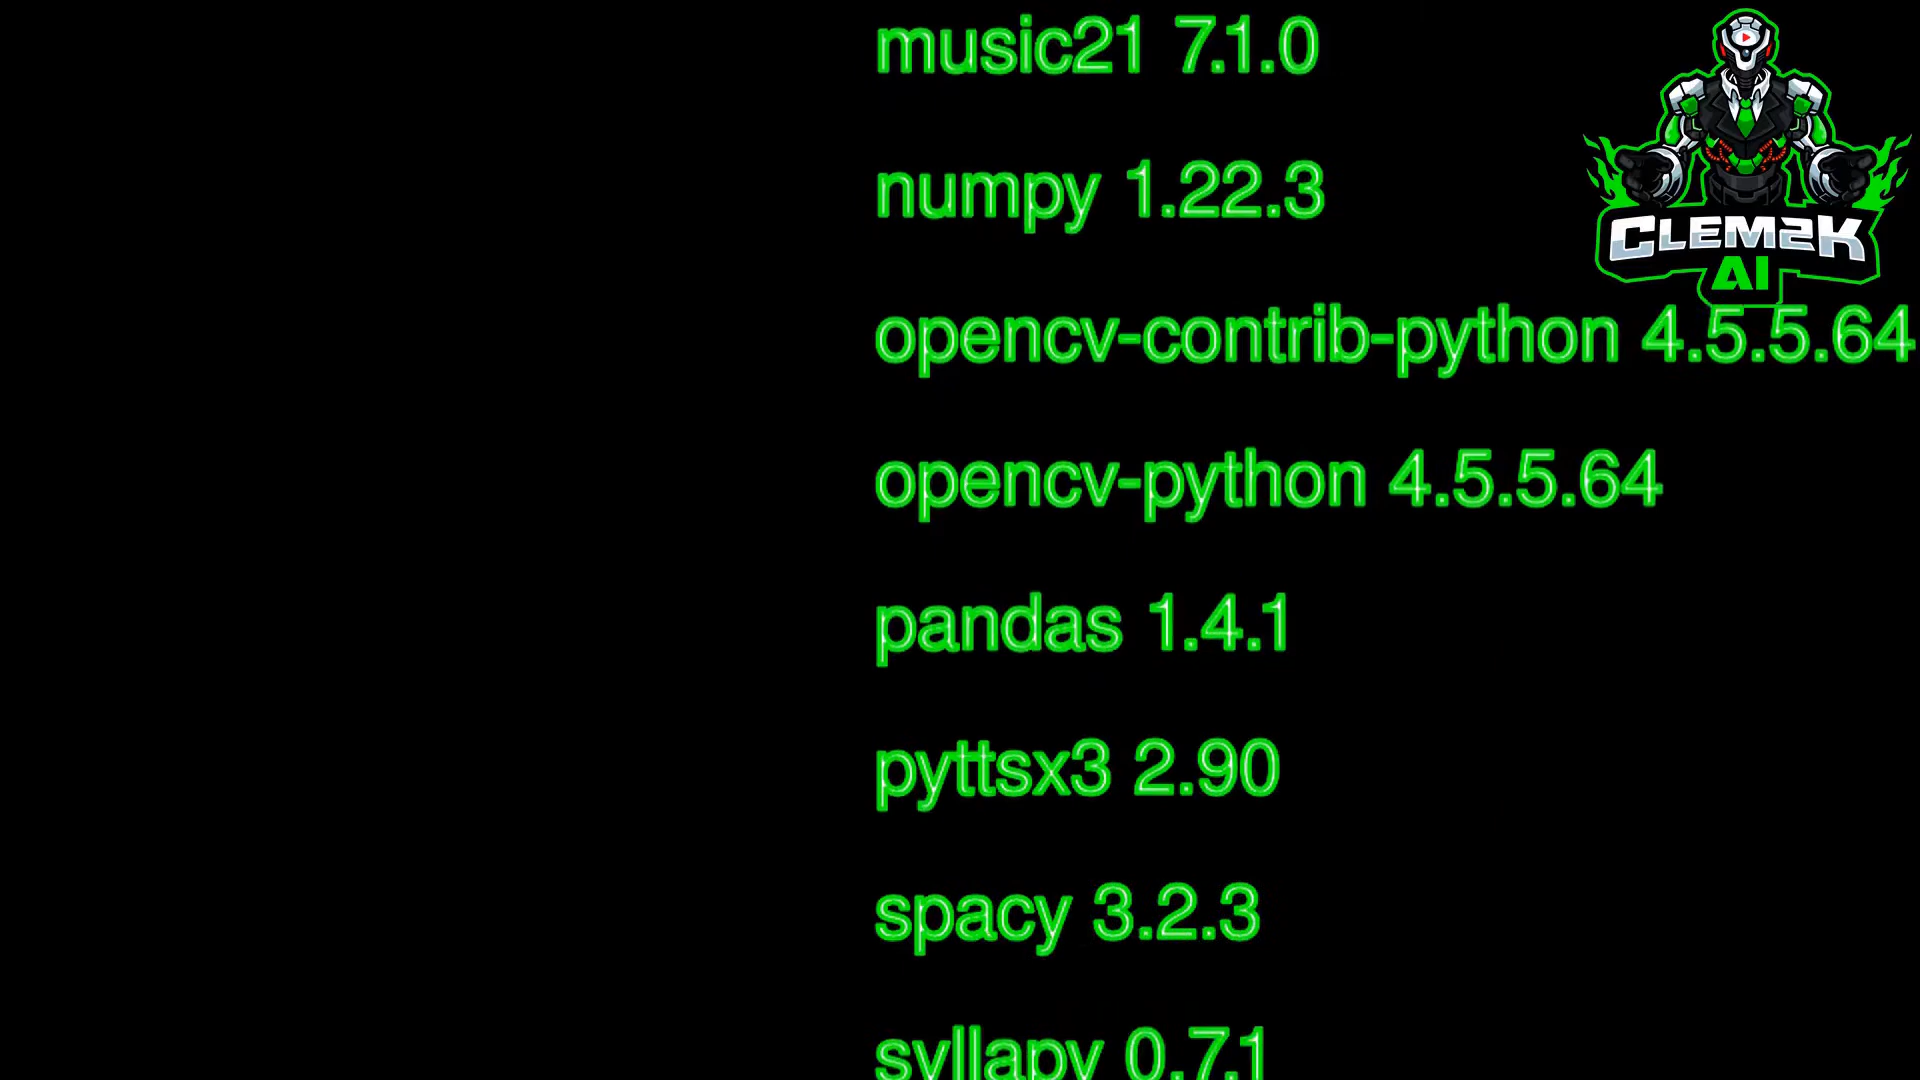 music21 7.1.0
numpy 1.22.3
CLEM2K
AI
opencv-contrib-python 4.5.5.64
opencv-python 4.5.5.64
pandas 1.4.1
pyttsx3 2.90
spacy 3.2.3
syllapy 0.7.1